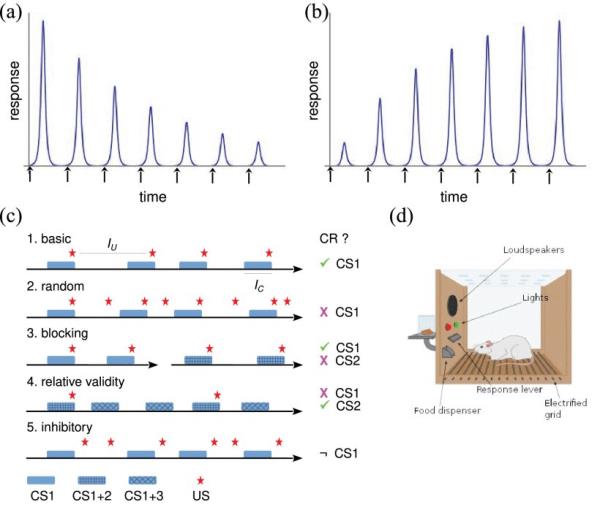 (a)
(b)
response
response
time
time
(c)
(d)
1. basic
CR ?
I_U
✓ CS1
I_C
2. random
X CS1
3. blocking
✓ CS1
X CS2
4. relative validity
X CS1
✓ CS2
5. inhibitory
¬ CS1
CS1 CS1+2 CS1+3 US
Loudspeakers
Lights
Response lever
Food dispenser
Electrified
grid